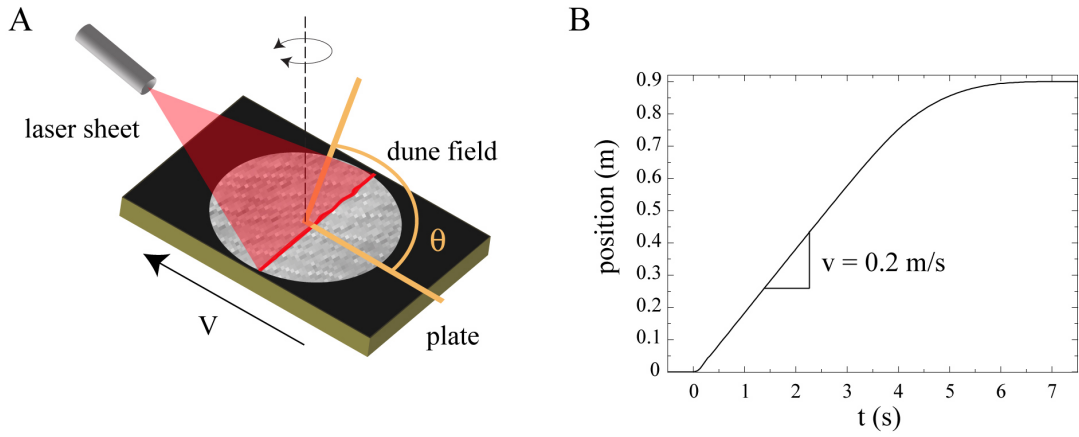 A
laser sheet
dune field
θ
V
plate
B
position (m)
0.9
0.8
0.7
0.6
0.5
0.4
0.3
0.2
0.1
0
v = 0.2 m/s
0 1 2 3 4 5 6 7
t (s)